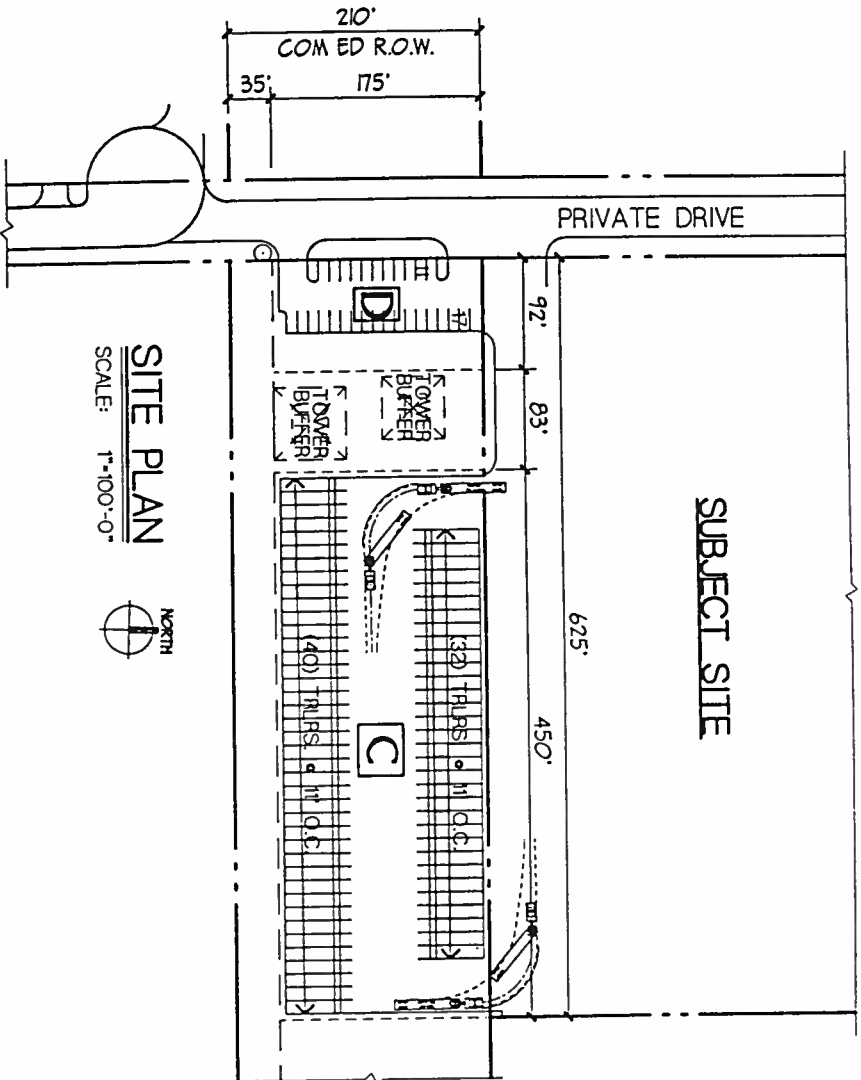 210'
COM ED R.O.W.
35'
175'
PRIVATE DRIVE
D
17
92'
TOWER
BUFFER
TOWER
BUFFER
83'
SITE PLAN
SCALE: 1"=100'-0"
NORTH
SUBJECT SITE
625'
450'
(32) TRLRS. @ 11' O.C.
(40) TRLRS. @ 11' O.C.
C